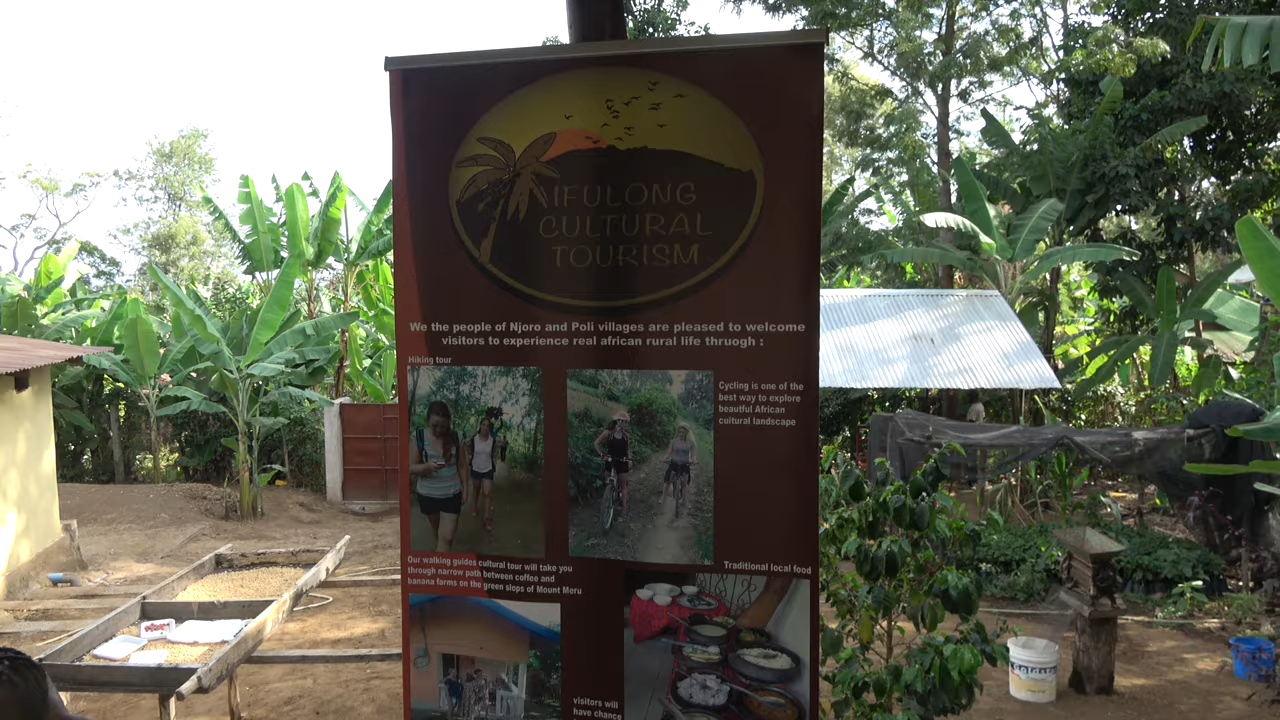 IFULONG
CULTURAL
TOURISM
We the people of Njoro and Poli villages are pleased to welcome
visitors to experience real african rural life thruogh :
Hiking tour
Cycling is one of the
best way to explore
beautful African
cultural landscape
Our walking guides cultural tour will take you
through narrow path between coffee and
banana farms on the green slops of Mount Meru
Traditional local food
visitors will
have chance
Goldstar